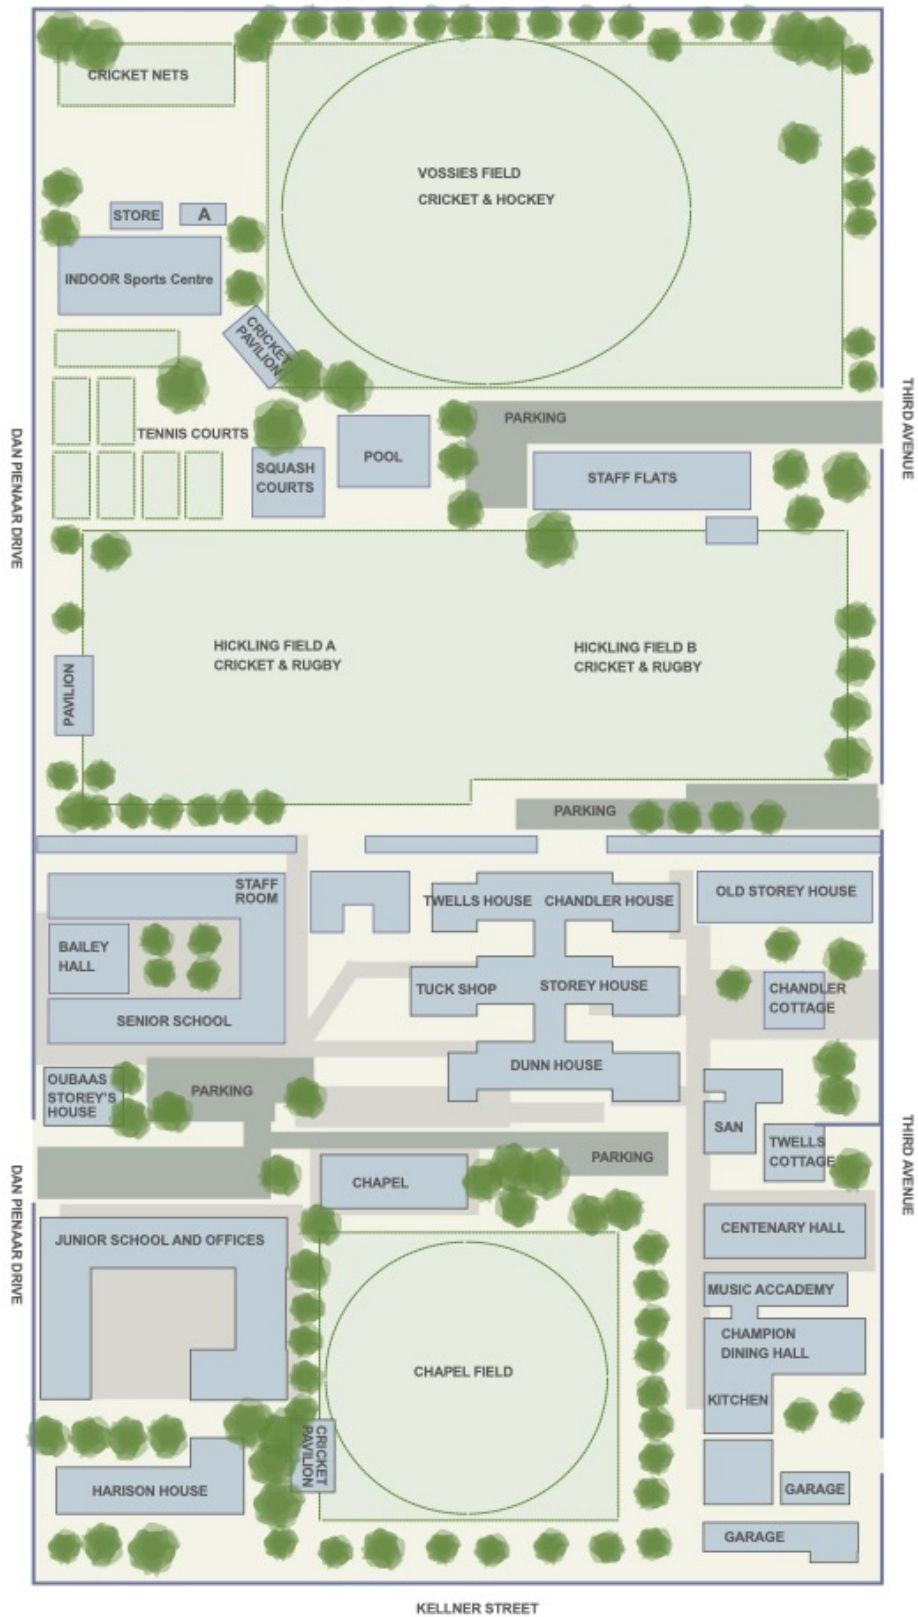 CRICKET NETS
VOSSIES FIELD
CRICKET & HOCKEY
STORE
A
INDOOR Sports Centre
CRICKET
PAVILION
THIRD AVENUE
PARKING
DAN PIENAAR DRIVE
TENNIS COURTS
POOL
SQUASH
COURTS
STAFF FLATS
HICKLING FIELD A
CRICKET & RUGBY
HICKLING FIELD B
CRICKET & RUGBY
PAVILION
PARKING
STAFF
ROOM
TWELLS HOUSE
CHANDLER HOUSE
OLD STOREY HOUSE
BAILEY
HALL
TUCK SHOP
STOREY HOUSE
CHANDLER
COTTAGE
SENIOR SCHOOL
DUNN HOUSE
OUBAAS
STOREY'S
HOUSE
PARKING
SAN
TWELLS
COTTAGE
PARKING
CHAPEL
DAN PIENAAR DRIVE
THIRD AVENUE
JUNIOR SCHOOL AND OFFICES
CENTENARY HALL
MUSIC ACCADEMY
CHAMPION
DINING HALL
CHAPEL FIELD
KITCHEN
CRICKET
PAVILION
HARISON HOUSE
GARAGE
GARAGE
KELLNER STREET